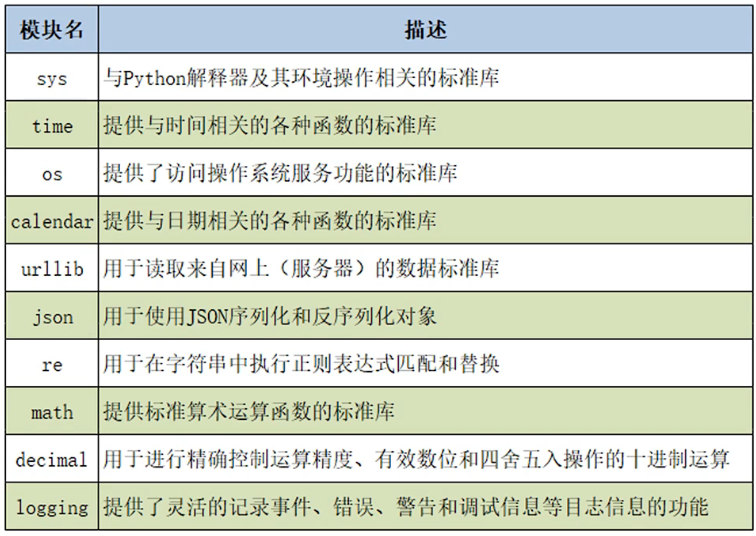 模块名 描述
sys 与Python解释器及其环境操作相关的标准库
time 提供与时间相关的各种函数的标准库
os 提供了访问操作系统服务功能的标准库
calendar 提供与日期相关的各种函数的标准库
urllib 用于读取来自网上（服务器）的数据标准库
json 用于使用JSON序列化和反序列化对象
re 用于在字符串中执行正则表达式匹配和替换
math 提供标准算术运算函数的标准库
decimal 用于进行精确控制运算精度、有效数位和四舍五入操作的十进制运算
logging 提供了灵活的记录事件、错误、警告和调试信息等目志信息的功能